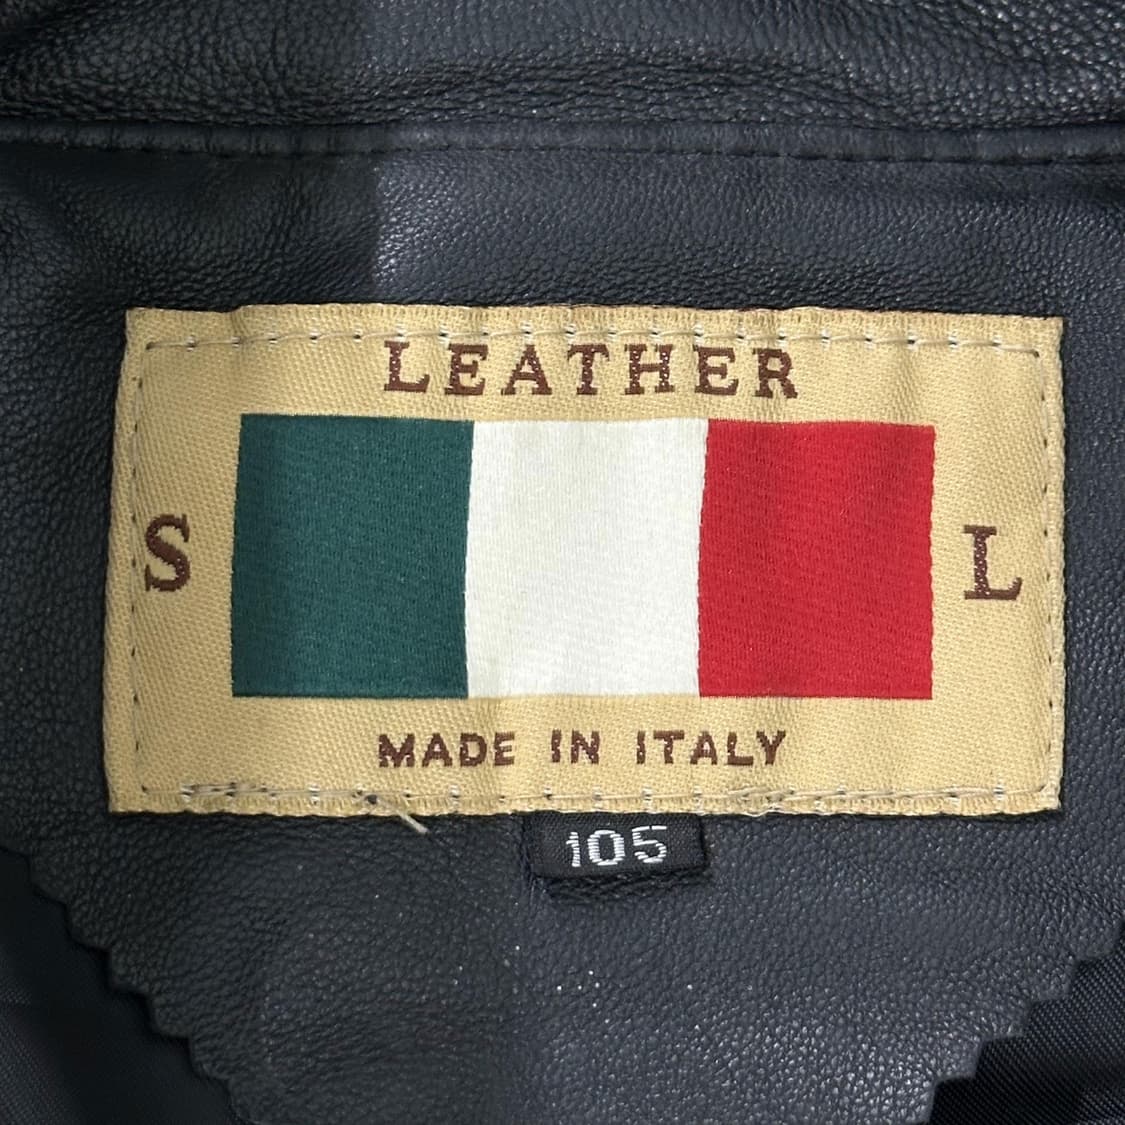 LEATHER
S L
MADE IN ITALY
105